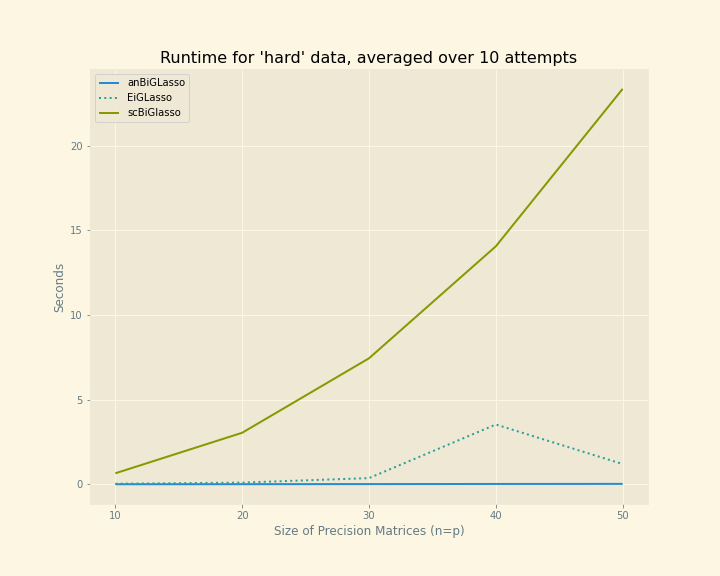 Runtime for 'hard' data, averaged over 10 attempts
anBiGLasso
EiGLasso
scBiGlasso
Seconds
20
15
10
5
0
10 20 30 40 50
Size of Precision Matrices (n=p)